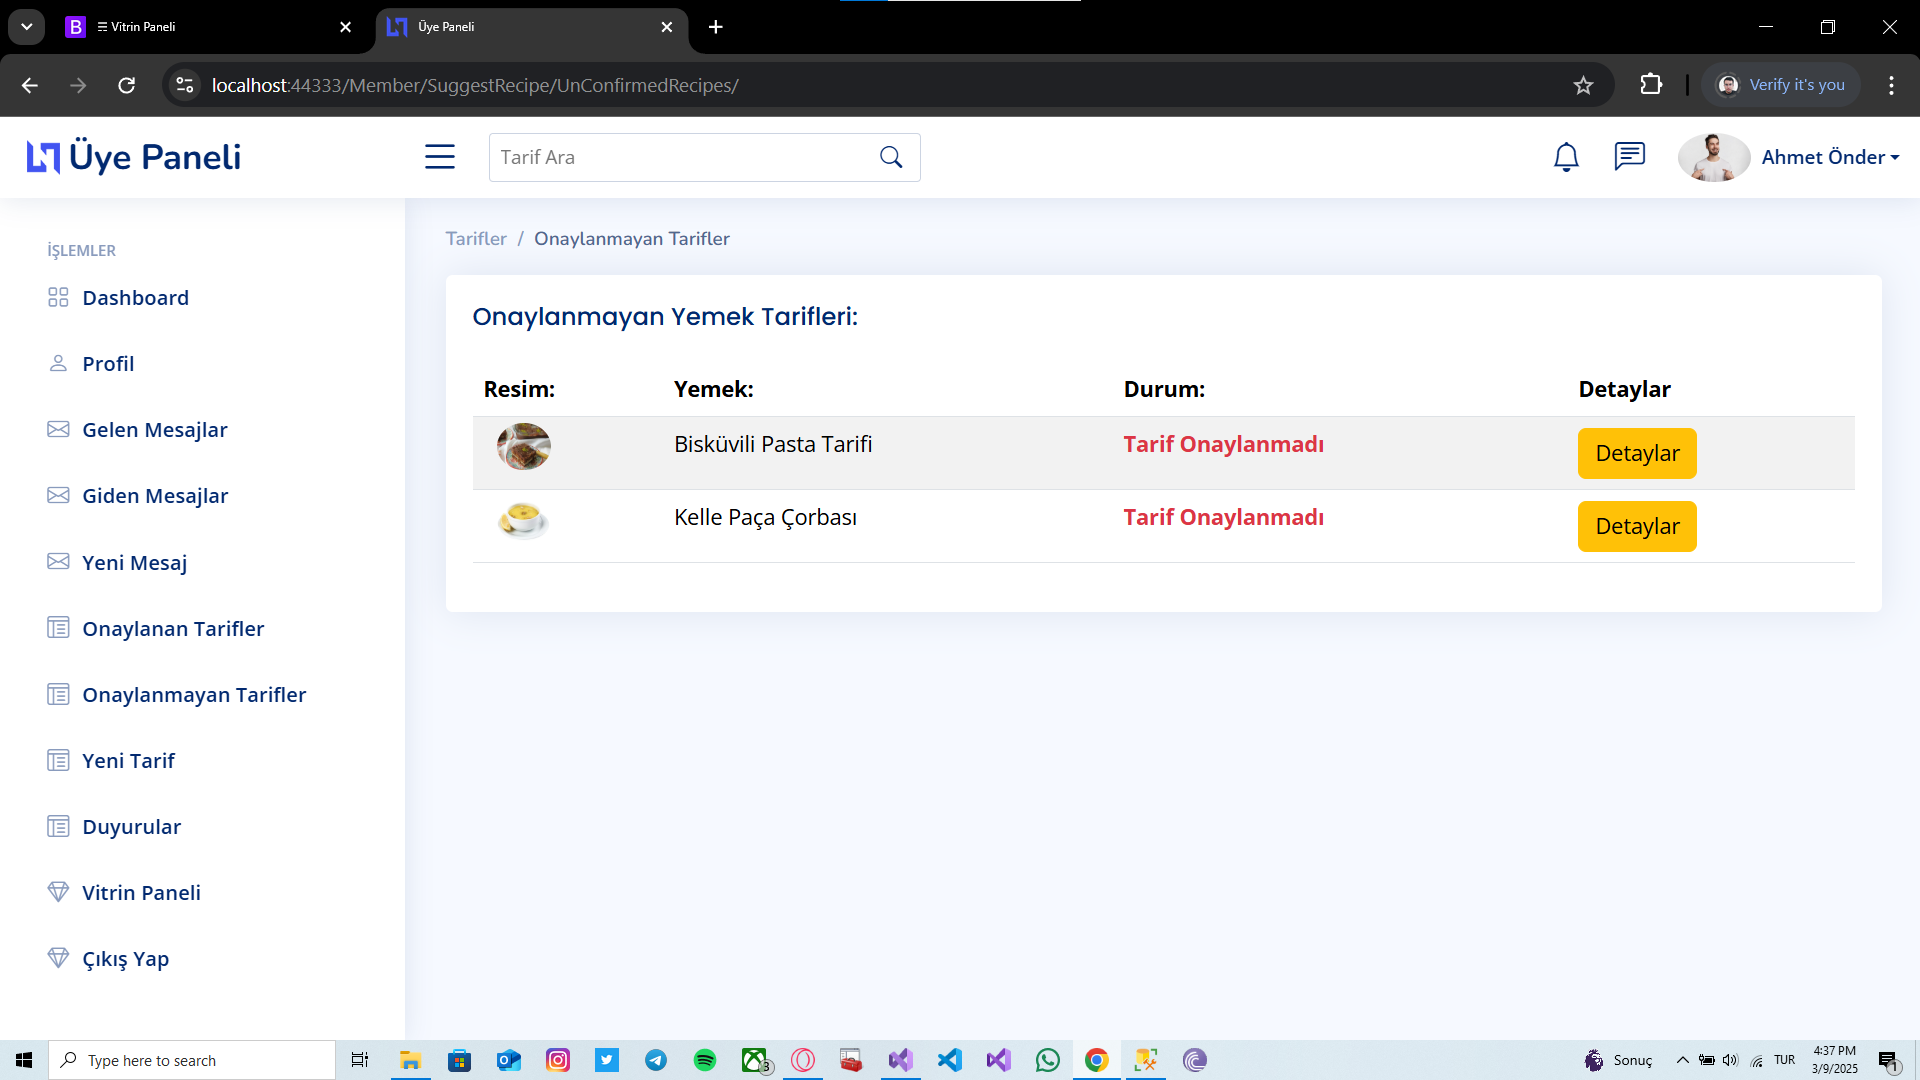 ☴ Vitrin Paneli
Üye Paneli
localhost:44333/Member/SuggestRecipe/UnConfirmedRecipes/
Verify it's you
Üye Paneli
Tarif Ara
Ahmet Önder
İŞLEMLER
Dashboard
Profil
Gelen Mesajlar
Giden Mesajlar
Yeni Mesaj
Onaylanan Tarifler
Onaylanmayan Tarifler
Yeni Tarif
Duyurular
Vitrin Paneli
Çıkış Yap
Tarifler / Onaylanmayan Tarifler
Onaylanmayan Yemek Tarifleri:
Resim: Yemek: Durum: Detaylar
Bisküvili Pasta Tarifi Tarif Onaylanmadı Detaylar
Kelle Paça Çorbası Tarif Onaylanmadı Detaylar
Type here to search
3
Sonuç
TUR
4:37 PM
3/9/2025
1